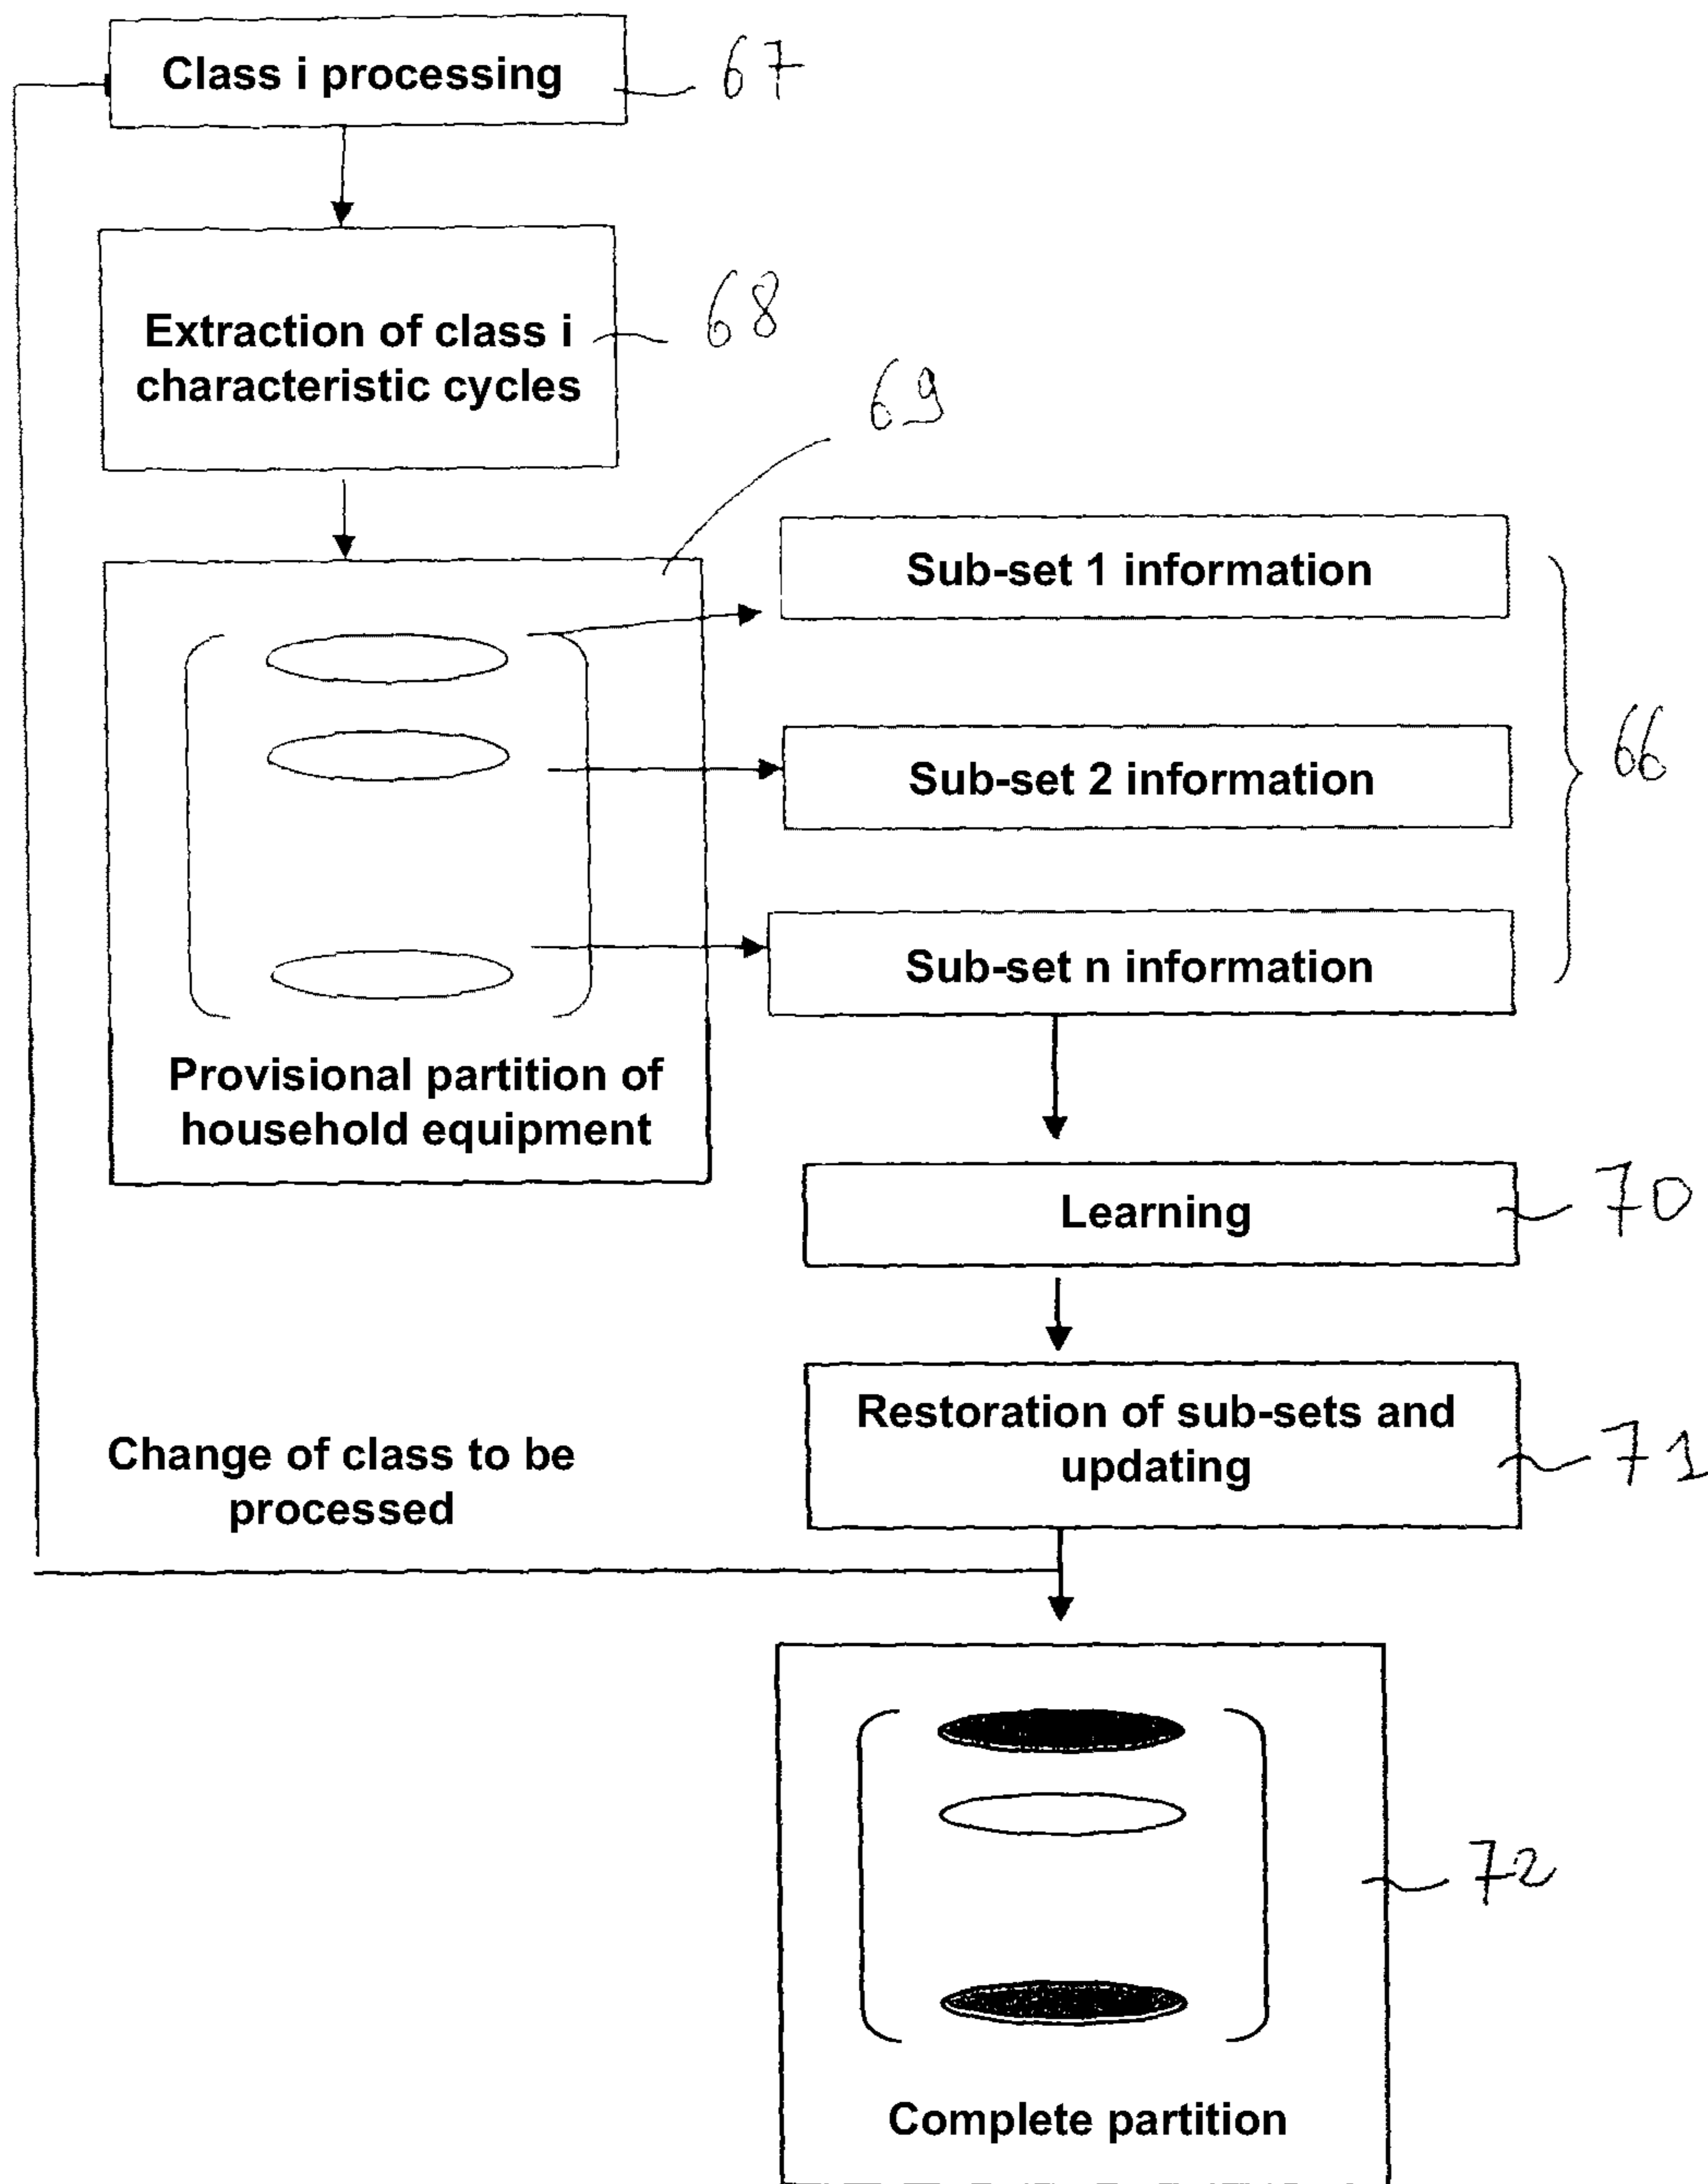 Class i processing
67
Extraction of class i
characteristic cycles
68
69
Sub-set 1 information
Sub-set 2 information
66
Sub-set n information
Provisional partition of
household equipment
Learning
70
Restoration of sub-sets and
updating
71
Change of class to be
processed
72
Complete partition